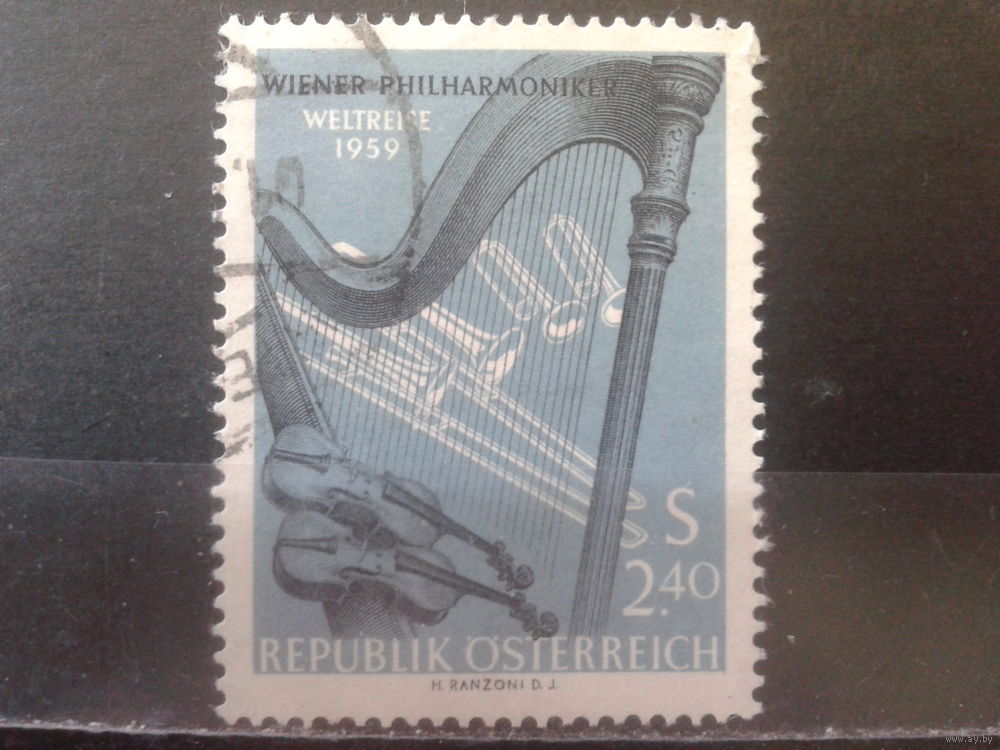 WIENER PHILHARMONIKER
WELTREISE
1959
S
2.40
REPUBLIK ÖSTERREICH
H. RANZONI D. J.
www.ay.by